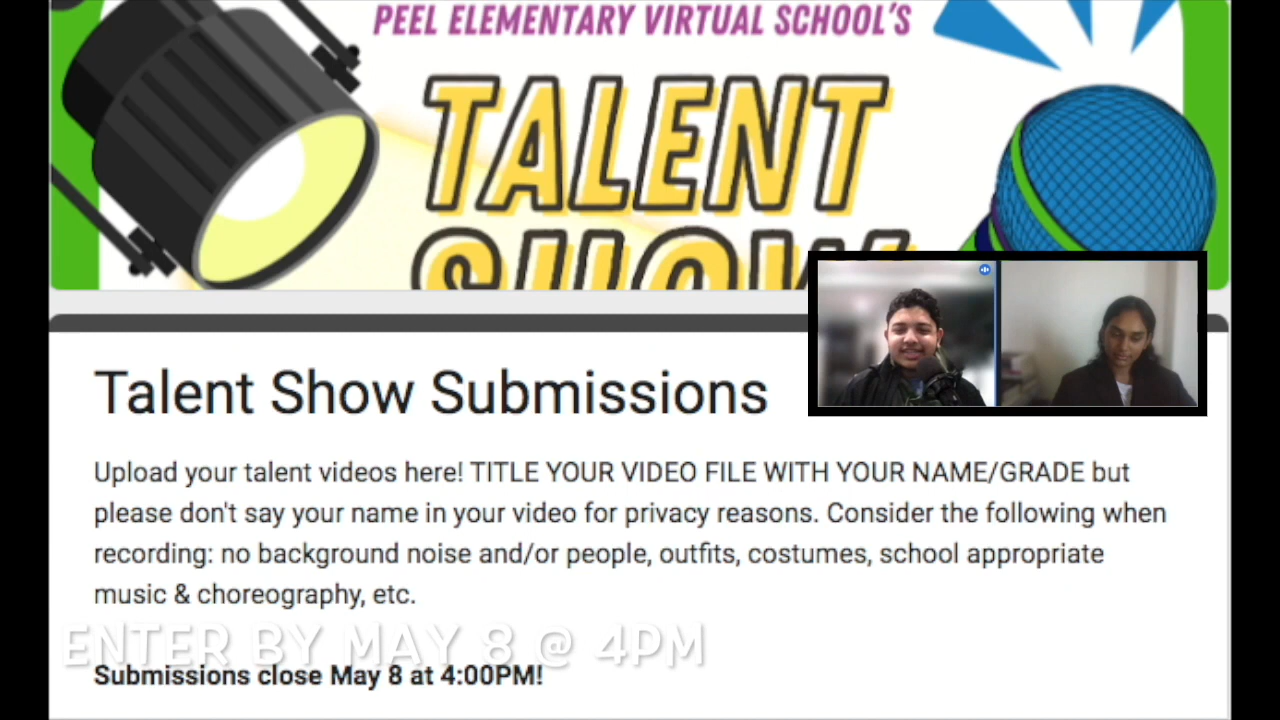 PEEL ELEMENTARY VIRTUAL SCHOOL'S
TALENT
SHOW
Talent Show Submissions
Upload your talent videos here! TITLE YOUR VIDEO FILE WITH YOUR NAME/GRADE but
please don't say your name in your video for privacy reasons. Consider the following when
recording: no background noise and/or people, outfits, costumes, school appropriate
music & choreography, etc.
ENTER BY MAY 8 @ 4PM
Submissions close May 8 at 4:00PM!